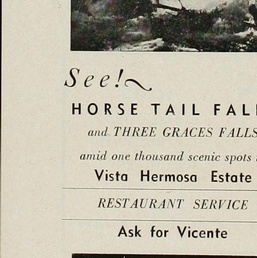 See!
HORSE TAIL FALL
and THREE GRACES FALLS
amid one thousand scenic spots
Vista Hermosa Estate
RESTAURANT SERVICE
Ask for Vicente